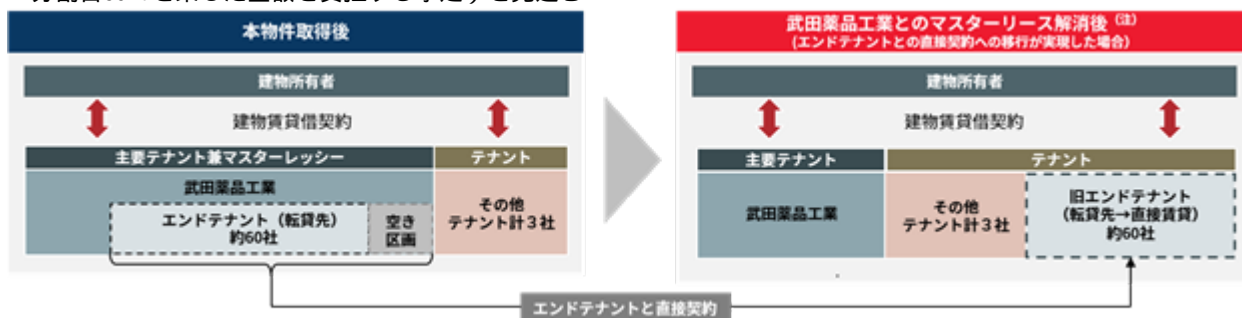 本物件取得後
建物所有者
建物賃貸借契約
主要テナント兼マスターレッシー
テナント
武田薬品工業
エンドテナント（転貸先）
約60社
空き
区画
その他
テナント計３社
武田薬品工業とのマスターリース解消後（注）
（エンドテナントとの直接契約への移行が実現した場合）
建物所有者
建物賃貸借契約
主要テナント
テナント
武田薬品工業
その他
テナント計３社
旧エンドテナント
（転貸先→直接賃貸）
約60社
エンドテナントと直接契約